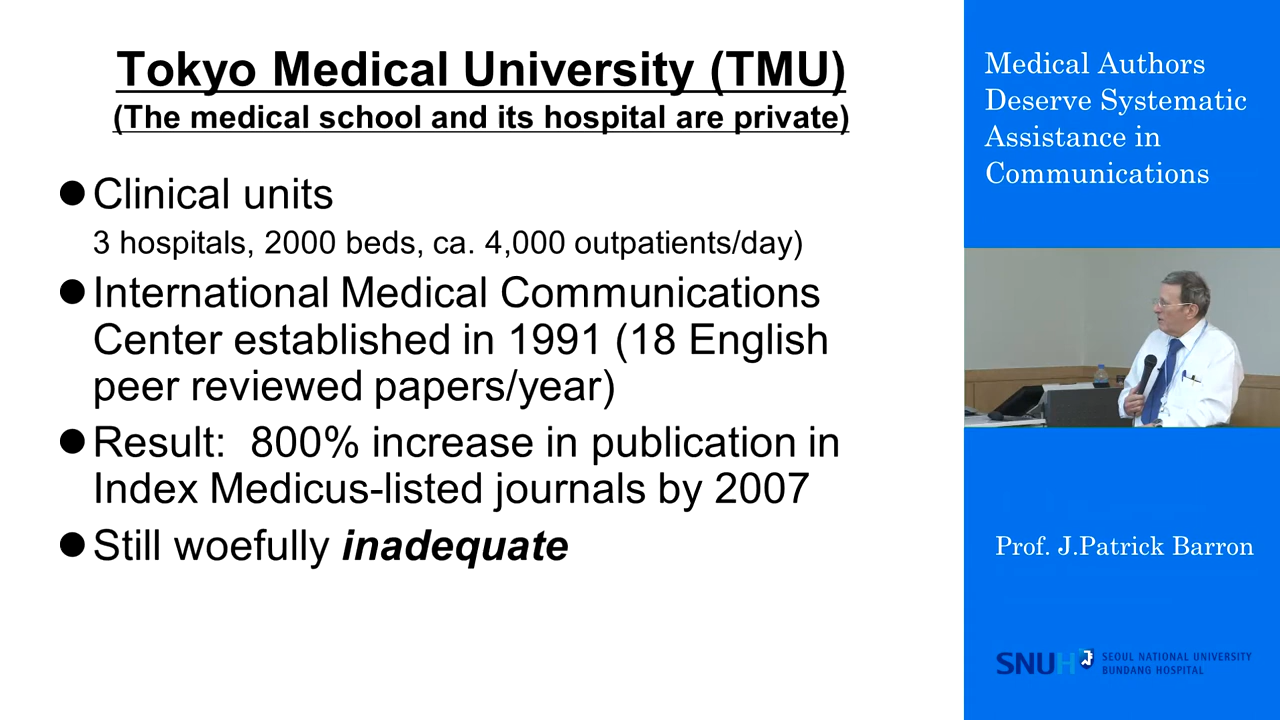 Tokyo Medical University (TMU)
(The medical school and its hospital are private)
●Clinical units
3 hospitals, 2000 beds, ca. 4,000 outpatients/day)
●International Medical Communications
Center established in 1991 (18 English
peer reviewed papers/year)
●Result:  800% increase in publication in
Index Medicus-listed journals by 2007
●Still woefully inadequate
Medical Authors
Deserve Systematic
Assistance in
Communications
Prof. J.Patrick Barron
SNUH
SEOUL NATIONAL UNIVERSITY
BUNDANG HOSPITAL